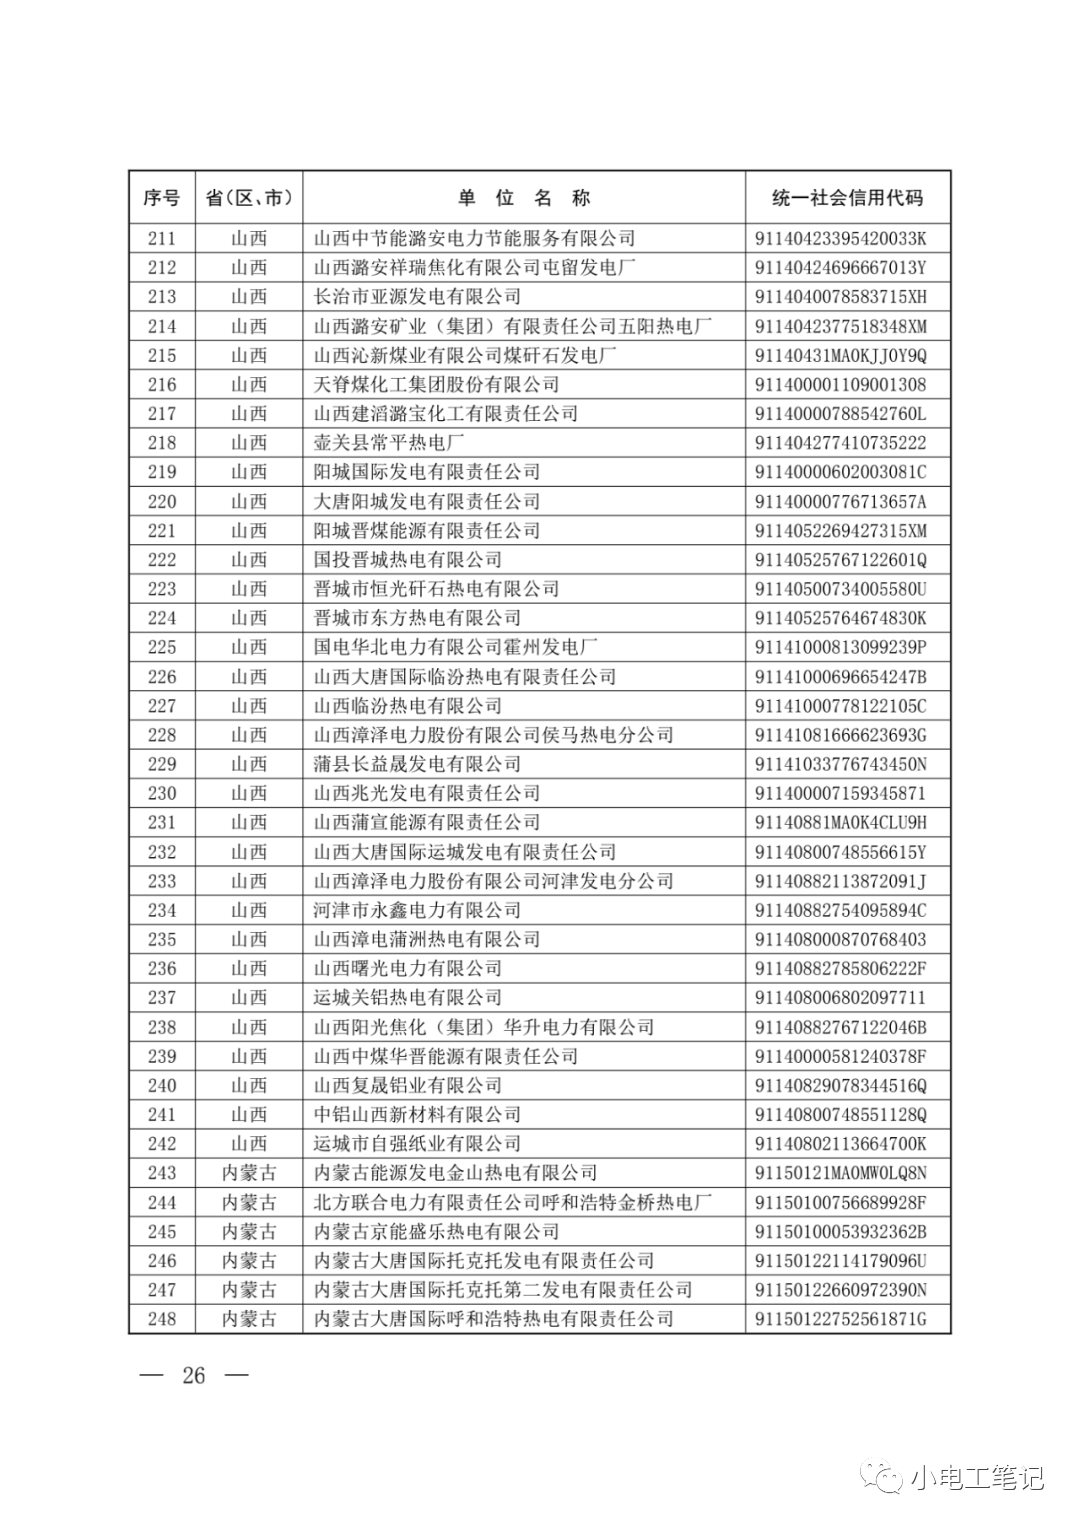 序号 省(区、市) 单位名称 统一社会信用代码
211 山西 山西中节能潞安电力节能服务有限公司 91140423395420033K
212 山西 山西潞安祥瑞焦化有限公司屯留发电厂 91140424696667013Y
213 山西 长治市亚源发电有限公司 9114040078583715XH
214 山西 山西潞安矿业（集团）有限责任公司五阳热电厂 9114042377518348XM
215 山西 山西沁新煤业有限公司煤矸石发电厂 91140431MA0KJJ0Y9Q
216 山西 天脊煤化工集团股份有限公司 911400001109001308
217 山西 山西建滔潞宝化工有限责任公司 91140000788542760L
218 山西 壶关县常平热电厂 911404277410735222
219 山西 阳城国际发电有限责任公司 91140000602003081C
220 山西 大唐阳城发电有限责任公司 91140000776713657A
221 山西 阳城晋煤能源有限责任公司 9114052269427315XM
222 山西 国投晋城热电有限公司 91140525767122601Q
223 山西 晋城市恒光矸石热电有限公司 91140500734005580U
224 山西 晋城市东方热电有限公司 91140525764674830K
225 山西 国电华北电力有限公司霍州发电厂 91141000813099239P
226 山西 山西大唐国际临汾热电有限责任公司 91141000696654247B
227 山西 山西临汾热电有限公司 91141000778122105C
228 山西 山西漳泽电力股份有限公司侯马热电分公司 91141081666623693G
229 山西 蒲县长益晟发电有限公司 91141033776743450N
230 山西 山西兆光发电有限责任公司 911400007159345871
231 山西 山西蒲宣能源有限责任公司 91140881MA0K4CLU9H
232 山西 山西大唐国际运城发电有限责任公司 91140800748556615Y
233 山西 山西漳泽电力股份有限公司河津发电分公司 91140882113872091J
234 山西 河津市永鑫电力有限公司 91140882754095894C
235 山西 山西漳电蒲洲热电有限公司 911408000870768403
236 山西 山西曙光电力有限公司 91140882785806222F
237 山西 运城关铝热电有限公司 911408006802097711
238 山西 山西阳光焦化（集团）华升电力有限公司 91140882767122046B
239 山西 山西中煤华晋能源有限责任公司 91140000581240378F
240 山西 山西复晟铝业有限公司 91140829078344516Q
241 山西 中铝山西新材料有限公司 91140800748551128Q
242 山西 运城市自强纸业有限公司 91140802113664700K
243 内蒙古 内蒙古能源发电金山热电有限公司 91150121MA0MW0LQ8N
244 内蒙古 北方联合电力有限责任公司呼和浩特金桥热电厂 91150100756689928F
245 内蒙古 内蒙古京能盛乐热电有限公司 91150100053932362B
246 内蒙古 内蒙古大唐国际托克托发电有限责任公司 91150122114179096U
247 内蒙古 内蒙古大唐国际托克托第二发电有限责任公司 91150122660972390N
248 内蒙古 内蒙古大唐国际呼和浩特热电有限责任公司 91150122752561871G
— 26 —
小电工笔记